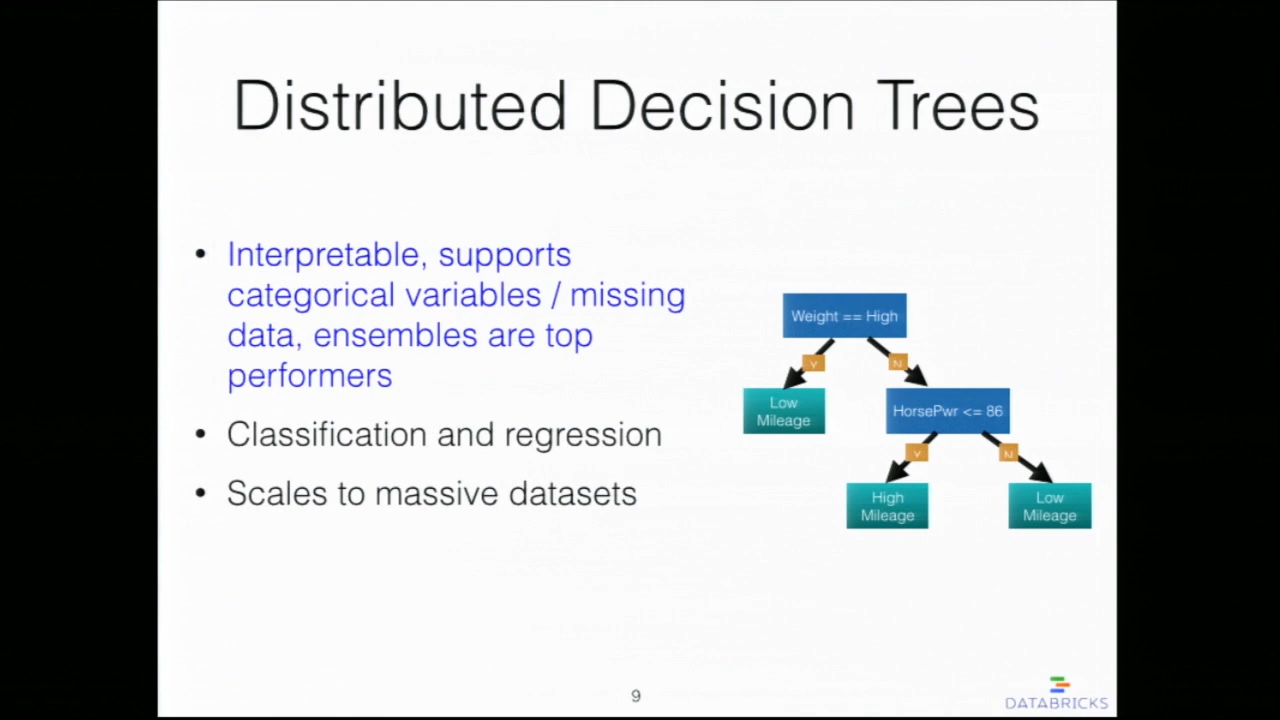 Distributed Decision Trees
• Interpretable, supports
categorical variables / missing
data, ensembles are top
performers
• Classification and regression
• Scales to massive datasets
Weight == High
Y
N
Low
Mileage
HorsePwr <= 86
Y
N
High
Mileage
Low
Mileage
9
DATABRICKS